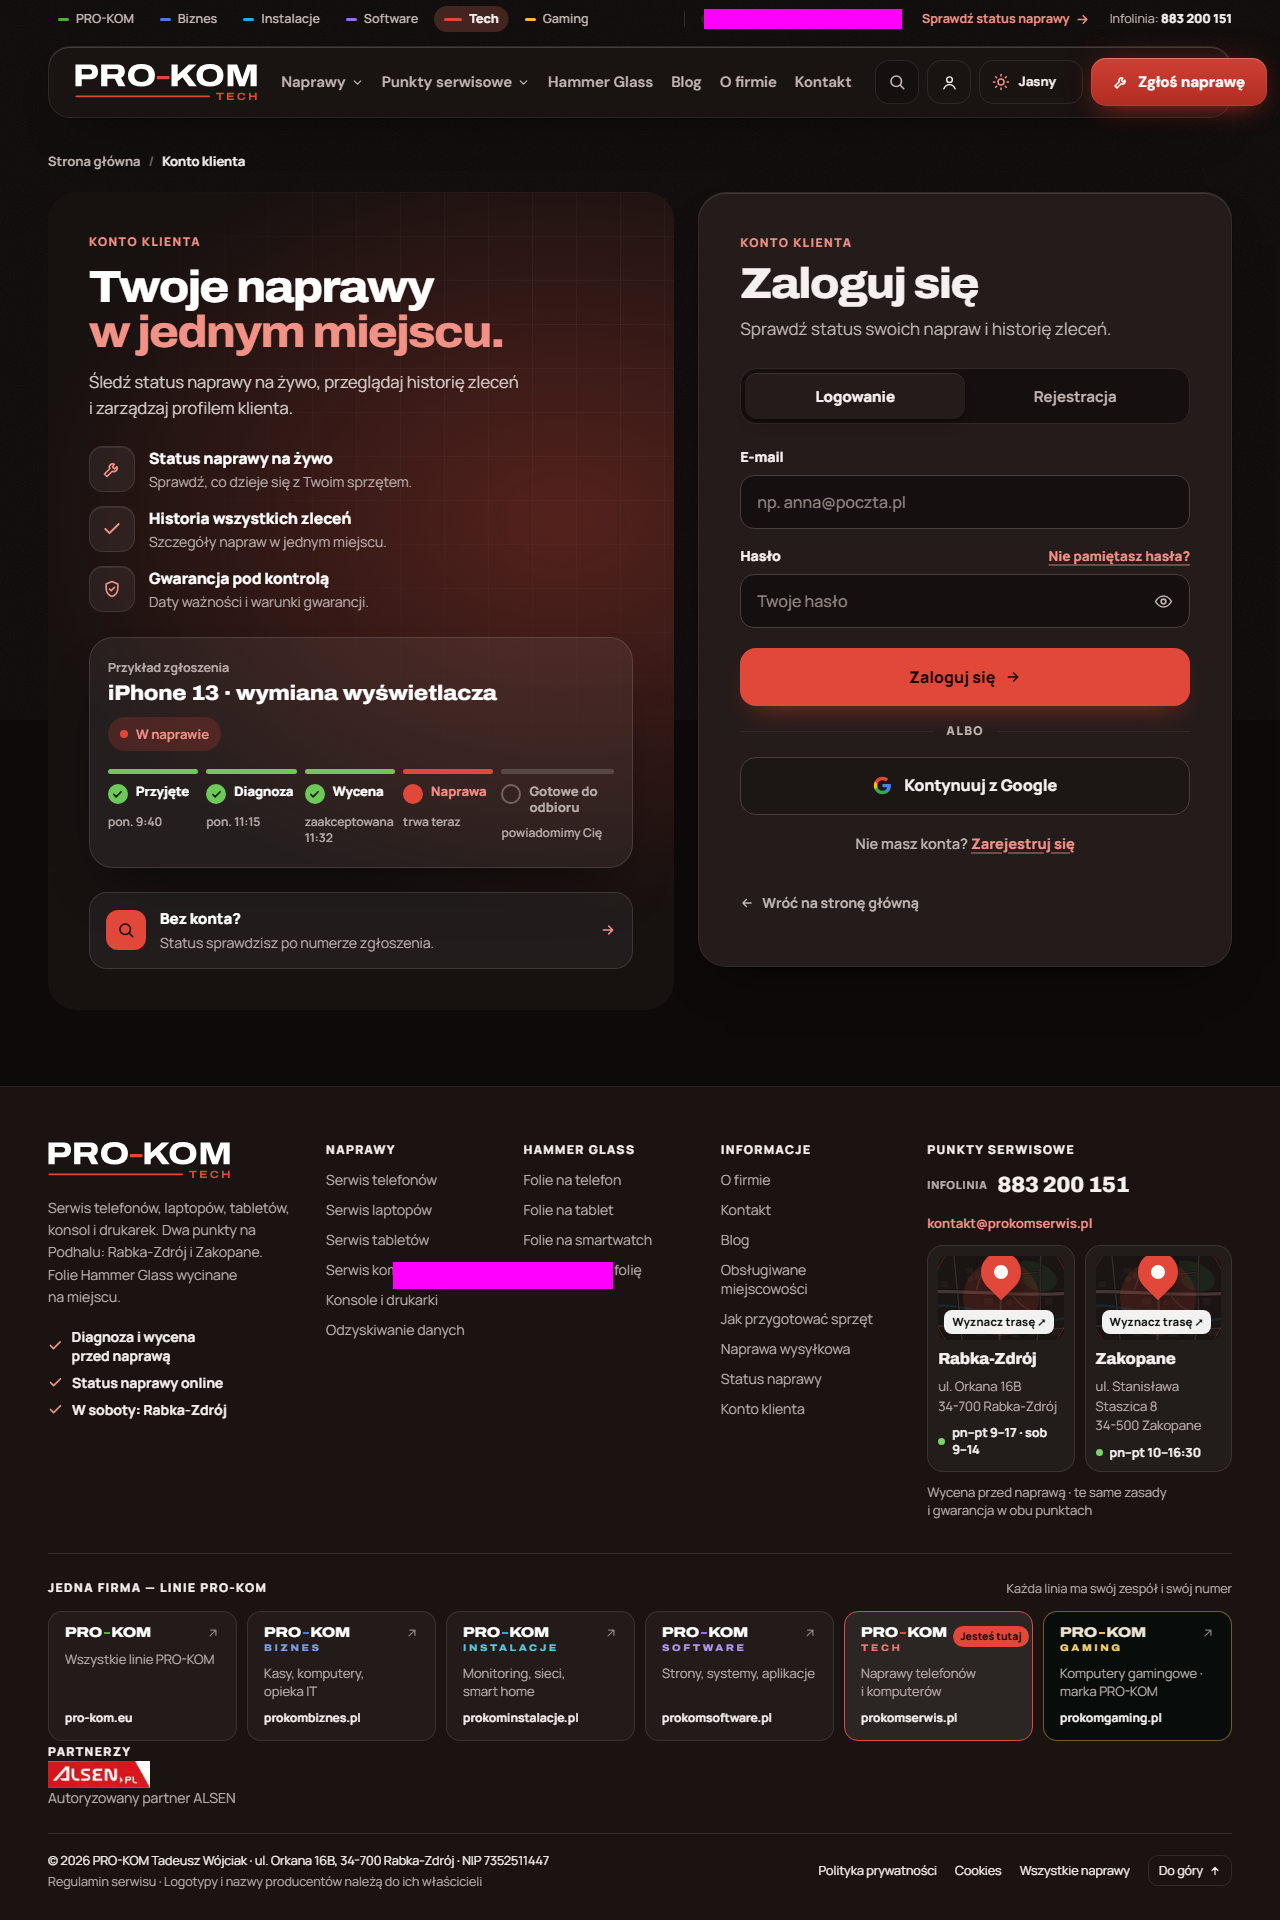 PRO-KOM
Biznes
Instalacje
Software
Tech
Gaming
Sprawdź status naprawy →
Infolinia: 883 200 151
PRO-KOM
TECH
Naprawy
Punkty serwisowe
Hammer Glass
Blog
O firmie
Kontakt
Jasny
Zgłoś naprawę
Strona główna / Konto klienta
KONTO KLIENTA
Twoje naprawy
w jednym miejscu.
Śledź status naprawy na żywo, przeglądaj historię zleceń
i zarządzaj profilem klienta.
Status naprawy na żywo
Sprawdź, co dzieje się z Twoim sprzętem.
Historia wszystkich zleceń
Szczegóły napraw w jednym miejscu.
Gwarancja pod kontrolą
Daty ważności i warunki gwarancji.
Przykład zgłoszenia
iPhone 13 · wymiana wyświetlacza
W naprawie
Przyjęte
pon. 9:40
Diagnoza
pon. 11:15
Wycena
zaakceptowana
11:32
Naprawa
trwa teraz
Gotowe do
odbioru
powiadomimy Cię
Bez konta?
Status sprawdzisz po numerze zgłoszenia.
→
KONTO KLIENTA
Zaloguj się
Sprawdź status swoich napraw i historię zleceń.
Logowanie
Rejestracja
E-mail
np. anna@poczta.pl
Hasło
Nie pamiętasz hasła?
Twoje hasło
Zaloguj się →
ALBO
Kontynuuj z Google
Nie masz konta? Zarejestruj się
← Wróć na stronę główną
PRO-KOM
TECH
Serwis telefonów, laptopów, tabletów,
konsol i drukarek. Dwa punkty na
Podhalu: Rabka-Zdrój i Zakopane.
Folie Hammer Glass wycinane
na miejscu.
Diagnoza i wycena
przed naprawą
Status naprawy online
W soboty: Rabka-Zdrój
NAPRAWY
Serwis telefonów
Serwis laptopów
Serwis tabletów
Serwis
Konsole i drukarki
Odzyskiwanie danych
HAMMER GLASS
Folie na telefon
Folie na tablet
Folie na smartwatch
folię
INFORMACJE
O firmie
Kontakt
Blog
Obsługiwane
miejscowości
Jak przygotować sprzęt
Naprawa wysyłkowa
Status naprawy
Konto klienta
PUNKTY SERWISOWE
INFOLINIA 883 200 151
kontakt@prokomserwis.pl
Wyznacz trasę ↗
Rabka-Zdrój
ul. Orkana 16B
34-700 Rabka-Zdrój
pn–pt 9–17 · sob
9–14
Wyznacz trasę ↗
Zakopane
ul. Stanisława
Staszica 8
34-500 Zakopane
pn–pt 10–16:30
Wycena przed naprawą · te same zasady
i gwarancja w obu punktach
JEDNA FIRMA — LINIE PRO-KOM
Każda linia ma swój zespół i swój numer
PRO-KOM
Wszystkie linie PRO-KOM
pro-kom.eu
PRO-KOM
BIZNES
Kasy, komputery,
opieka IT
prokombiznes.pl
PRO-KOM
INSTALACJE
Monitoring, sieci,
smart home
prokominstalacje.pl
PRO-KOM
SOFTWARE
Strony, systemy, aplikacje
prokomsoftware.pl
PRO-KOM
TECH
Jesteś tutaj
Naprawy telefonów
i komputerów
prokomserwis.pl
PRO-KOM
GAMING
Komputery gamingowe ·
marka PRO-KOM
prokomgaming.pl
PARTNERZY
ALSEN.PL
Autoryzowany partner ALSEN
© 2026 PRO-KOM Tadeusz Wójciak · ul. Orkana 16B, 34-700 Rabka-Zdrój · NIP 7352511447
Regulamin serwisu · Logotypy i nazwy producentów należą do ich właścicieli
Polityka prywatności
Cookies
Wszystkie naprawy
Do góry ↑